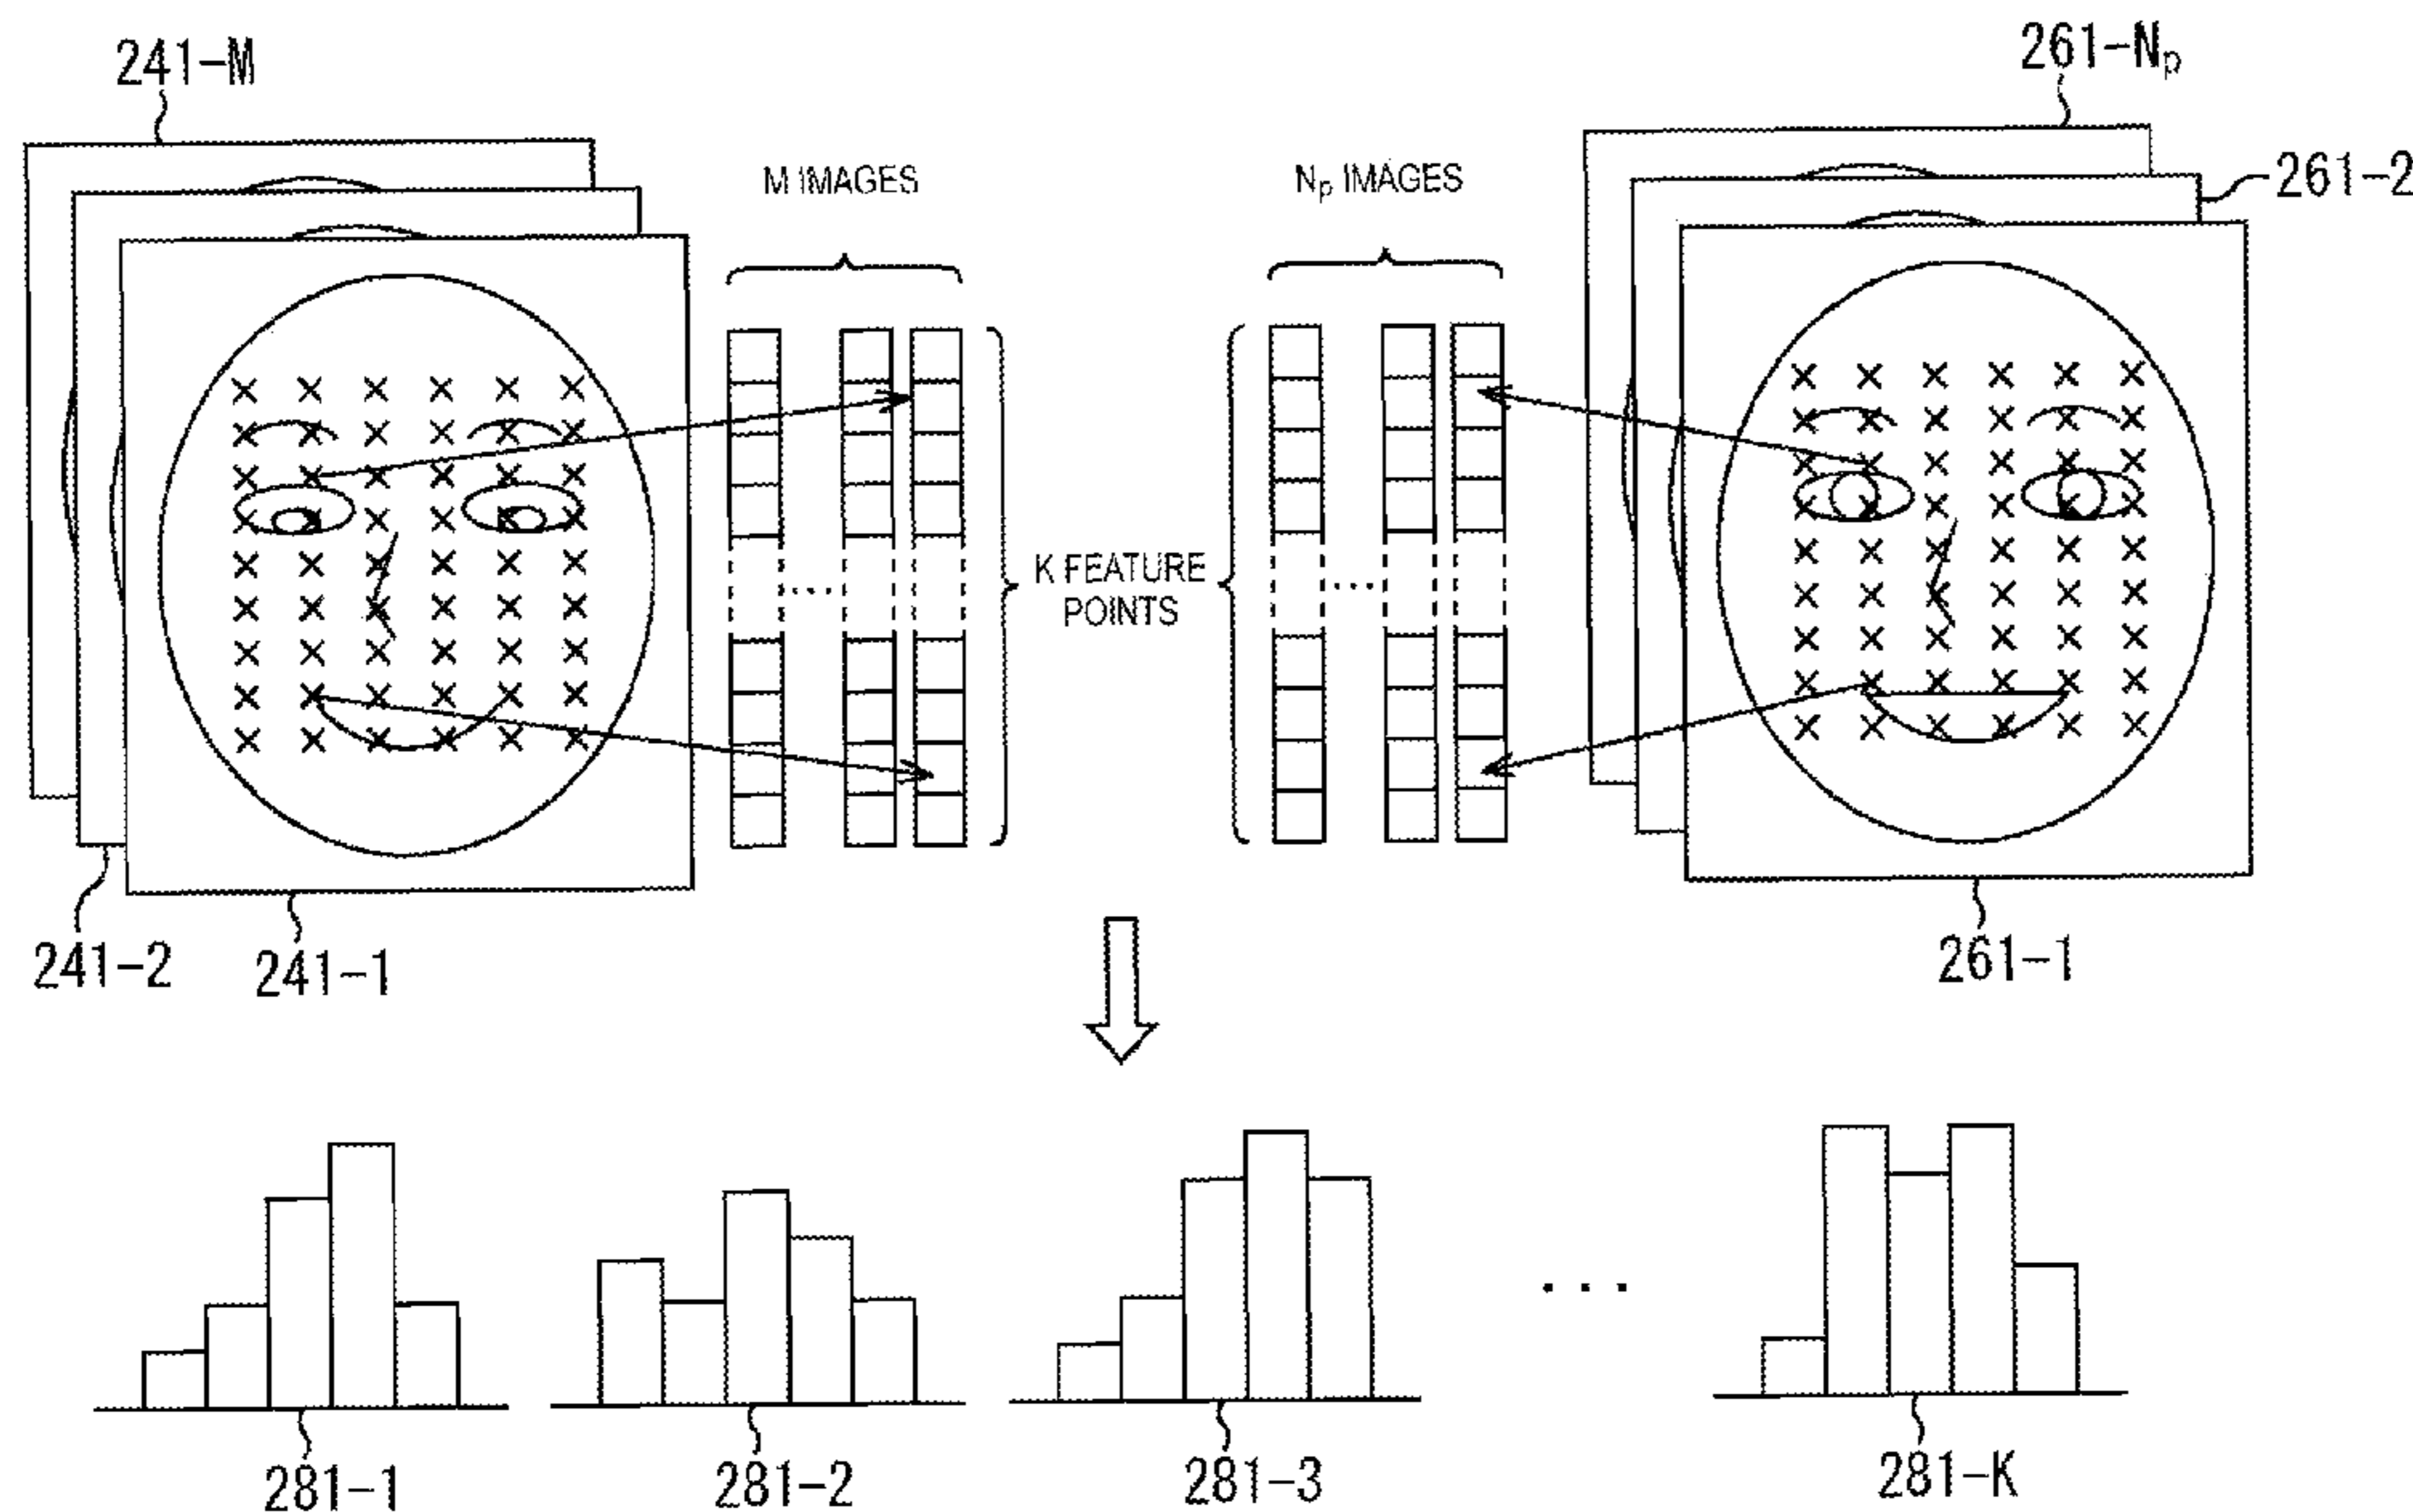 241-M
261-Np
M IMAGES
Np IMAGES
261-2
K FEATURE
POINTS
241-2
241-1
261-1
...
281-1
281-2
281-3
281-K